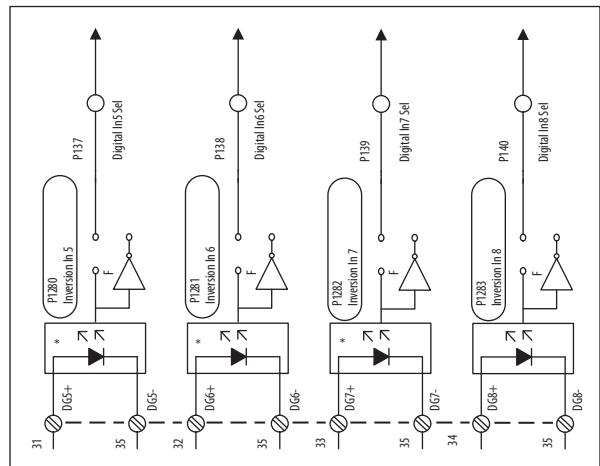 P137
Digital In5 Sel
P1280
Inversion In 5
F
*
DG5+
DG5-
31
35
P138
Digital In6 Sel
P1281
Inversion In 6
F
*
DG6+
DG6-
32
35
P139
Digital In7 Sel
P1282
Inversion In 7
F
*
DG7+
DG7-
33
35
P140
Digital In8 Sel
P1283
Inversion In 8
F
DG8+
DG8-
34
35